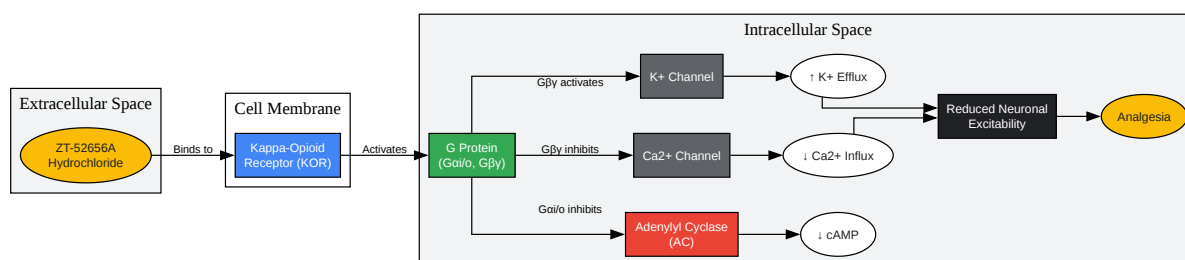 Intracellular Space
Extracellular Space
Cell Membrane
ZT-52656A
Hydrochloride
Binds to
Kappa-Opioid
Receptor (KOR)
Activates
G Protein
(Gαi/o, Gβγ)
Gβγ activates
K+ Channel
↑ K+ Efflux
Gβγ inhibits
Ca2+ Channel
↓ Ca2+ Influx
Reduced Neuronal
Excitability
Analgesia
Gαi/o inhibits
Adenylyl Cyclase
(AC)
↓ cAMP